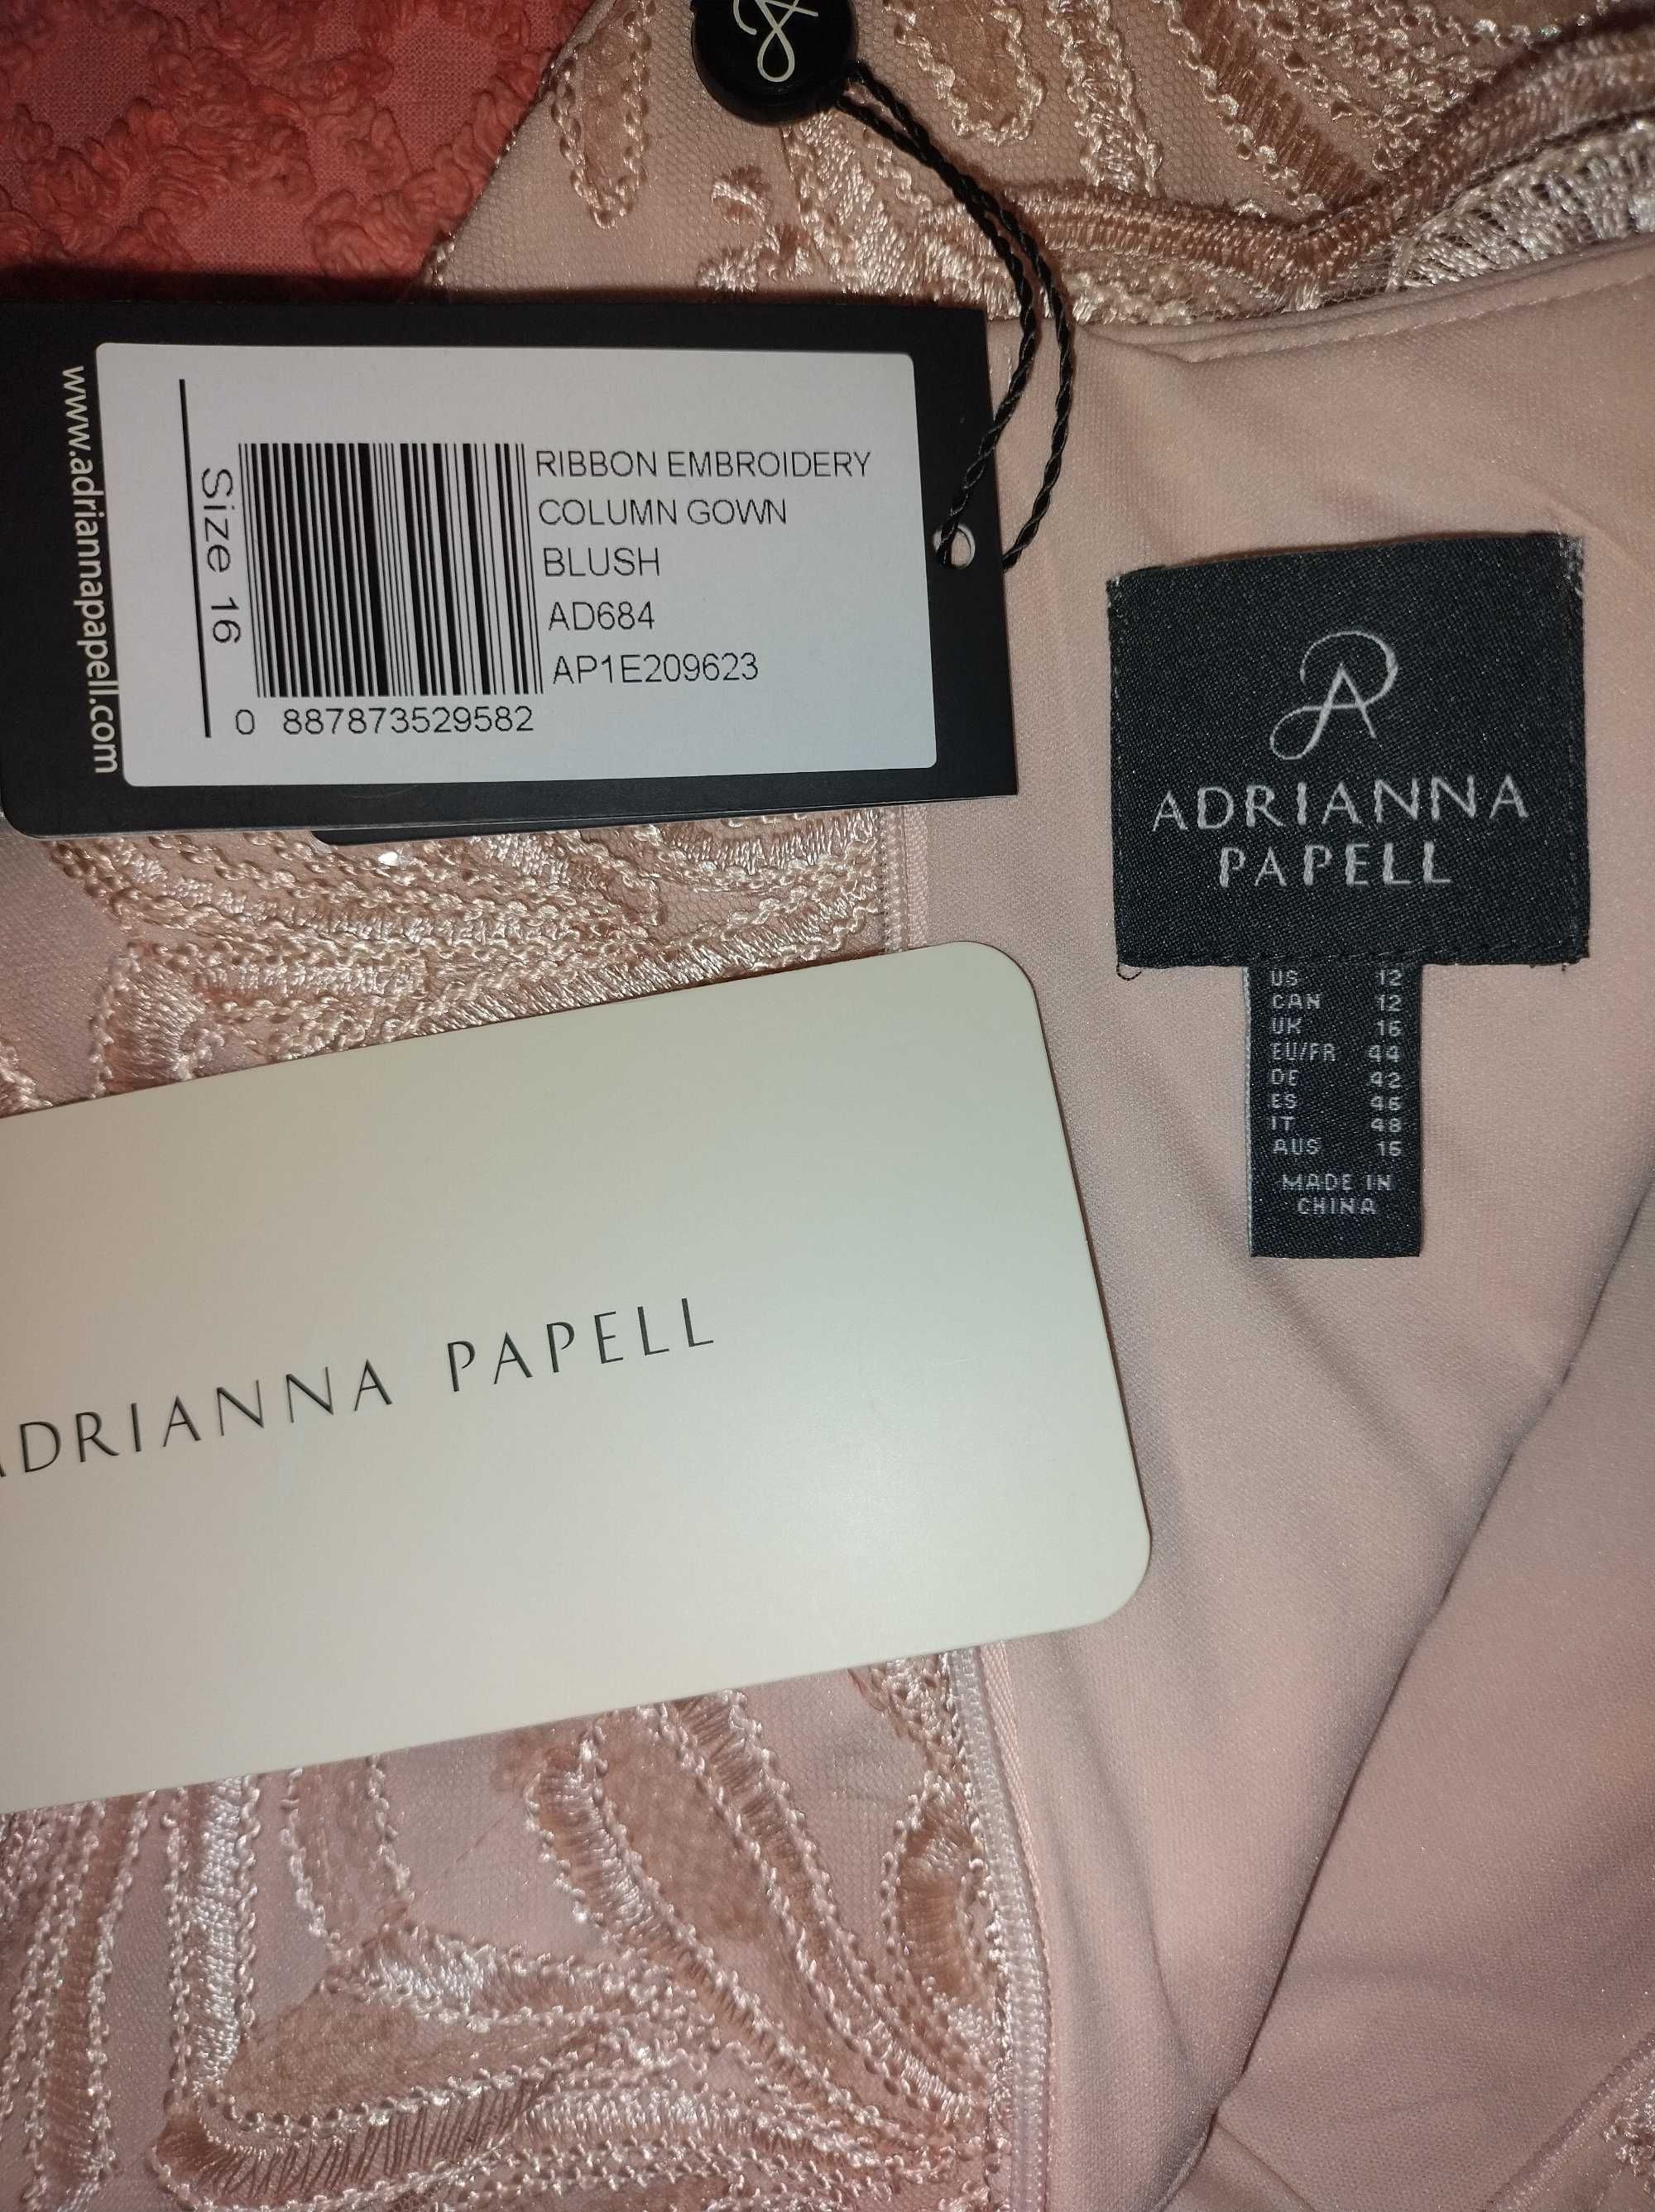 www.adriannapapell.com
Size 16
RIBBON EMBROIDERY
COLUMN GOWN
BLUSH
AD684
AP1E209623
0 887873529582
ADRIANNA
PAPELL
US 12
CAN 12
UK 16
EU/FR 44
DE 42
ES 46
IT 48
AUS 16
MADE IN
CHINA
ADRIANNA PAPELL